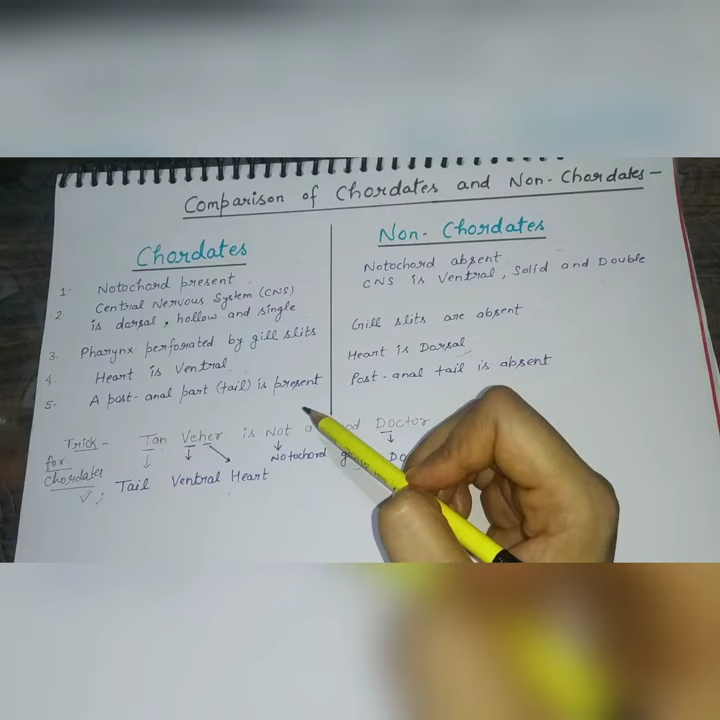 Comparison of Chordates and Non-Chordates -
Chordates
1. Notochord present
2. Central Nervous System (CNS)
is dorsal, hollow and single
3. Pharynx perforated by gill slits
4. Heart is Ventral
5. A post-anal part (tail) is present
Non-Chordates
Notochord absent
CNS is Ventral, Solid and Double
Gill slits are absent
Heart is Dorsal
Post-anal tail is absent
Trick - Tan Veher is Not a Doctor
for
Chordates
Tail Ventral Heart Notochord